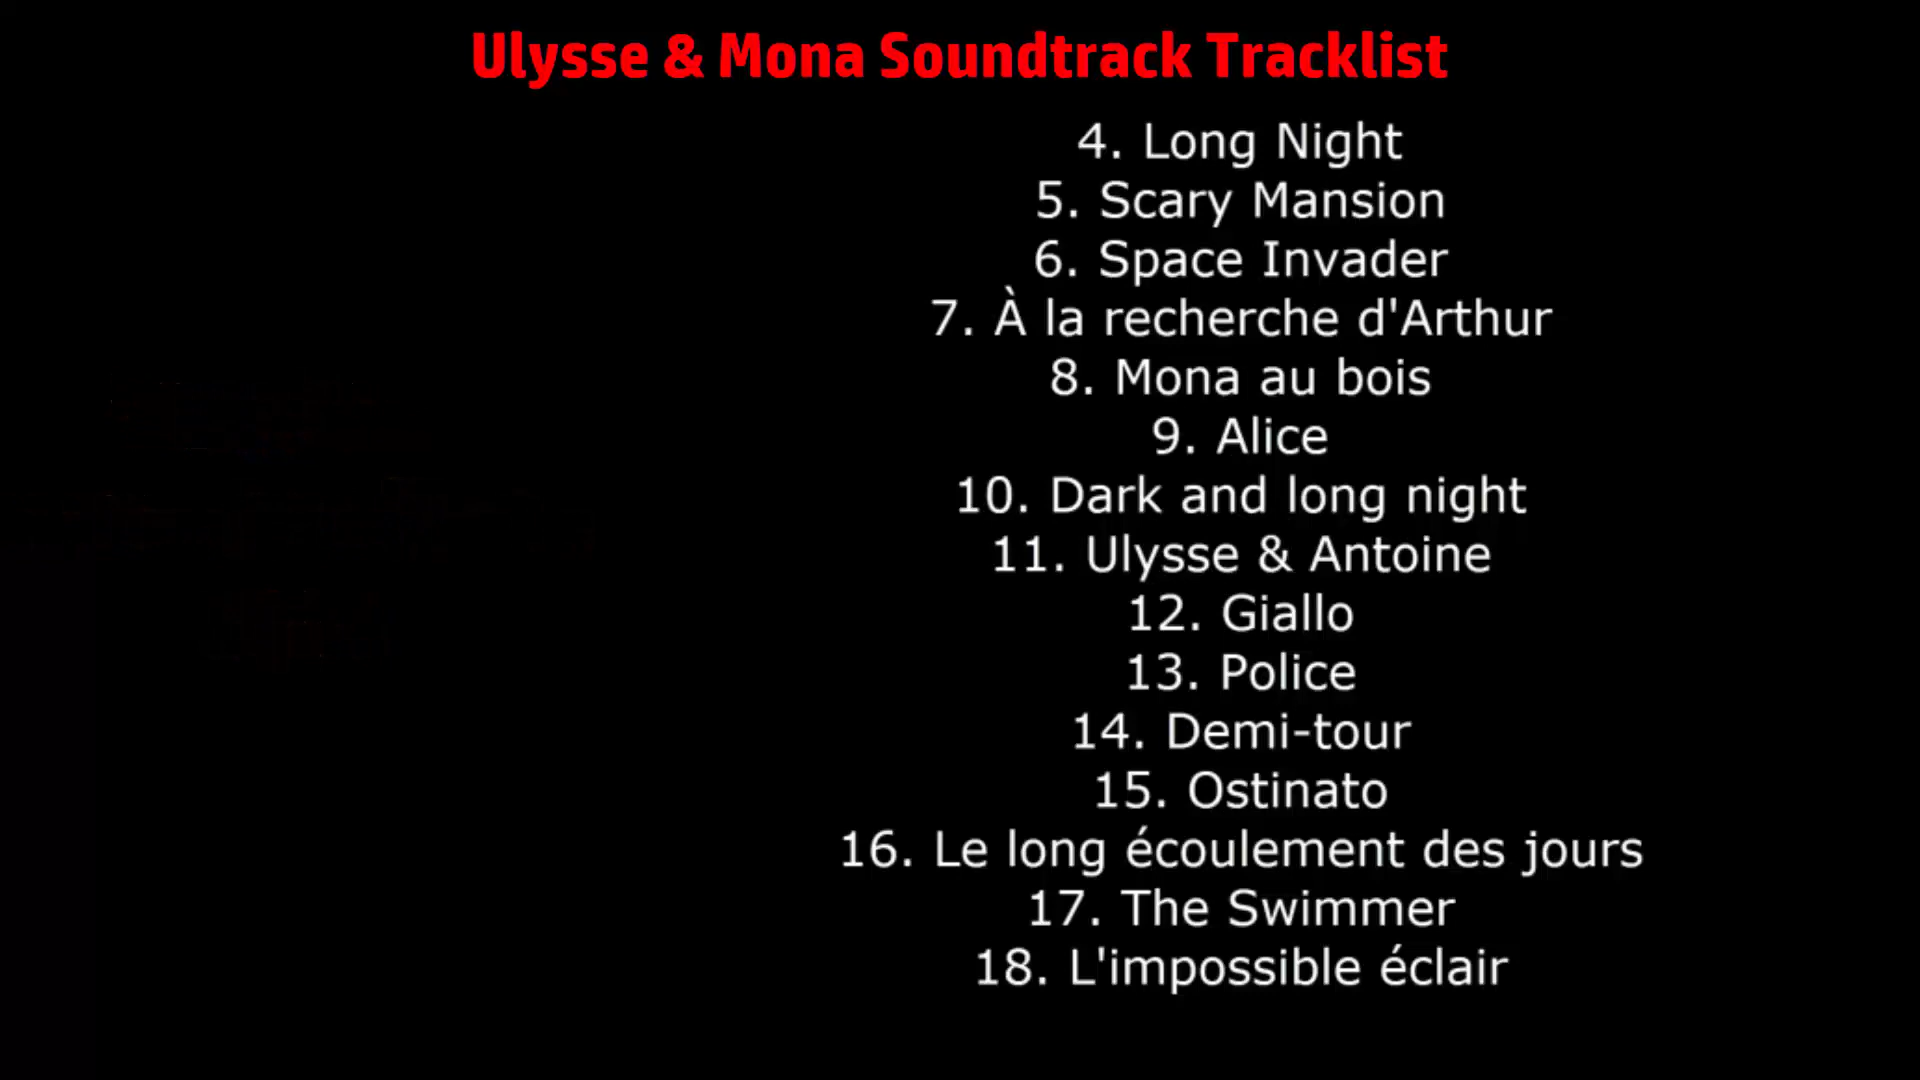 Ulysse & Mona Soundtrack Tracklist
4. Long Night
5. Scary Mansion
6. Space Invader
7. À la recherche d'Arthur
8. Mona au bois
9. Alice
10. Dark and long night
11. Ulysse & Antoine
12. Giallo
13. Police
14. Demi-tour
15. Ostinato
16. Le long écoulement des jours
17. The Swimmer
18. L'impossible éclair